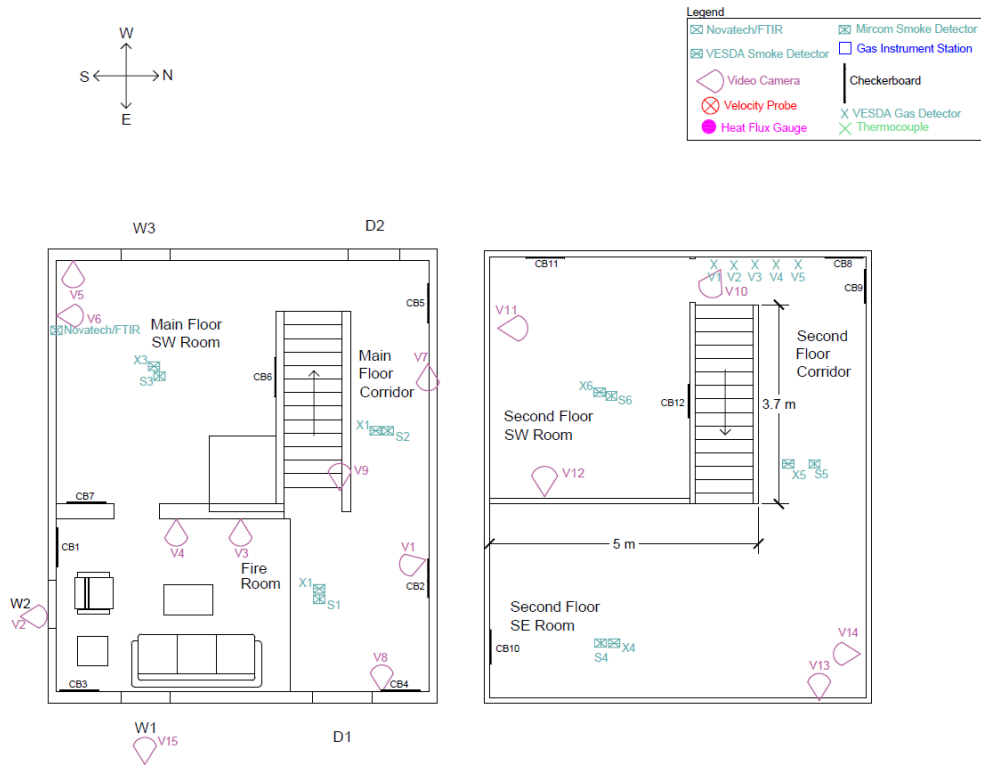 Legend
Novatech/FTIR
Mircom Smoke Detector
VESDA Smoke Detector
Gas Instrument Station
Video Camera
Checkerboard
Velocity Probe
VESDA Gas Detector
Heat Flux Gauge
Thermocouple
W
S
N
E
W3
D2
V5
V6
Novatech/FTIR
Main Floor
SW Room
CB5
X3
S3
CB6
Main
Floor
Corridor
V7
X1
S2
V9
CB7
CB1
V4
V3
Fire
Room
V1
CB2
X1
S1
W2
V2
V8
CB3
CB4
W1
V15
D1
CB11
V1
V2
V3
V4
V5
CB8
CB9
V10
V11
Second
Floor
Corridor
X6
S6
CB12
3.7 m
Second Floor
SW Room
V12
X5
S5
5 m
Second Floor
SE Room
CB10
S4
X4
V14
V13